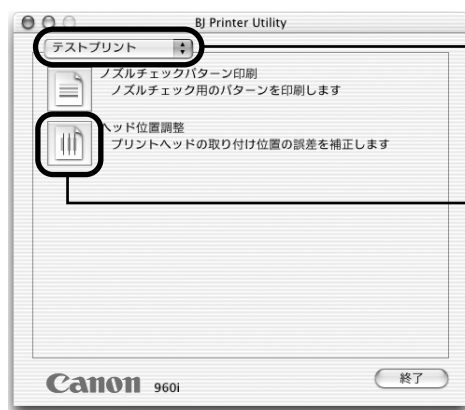 BJ Printer Utility
テストプリント
ノズルチェックパターン印刷
ノズルチェック用のパターンを印刷します
ヘッド位置調整
プリントヘッドの取り付け位置の誤差を補正します
Canon 960i
終了